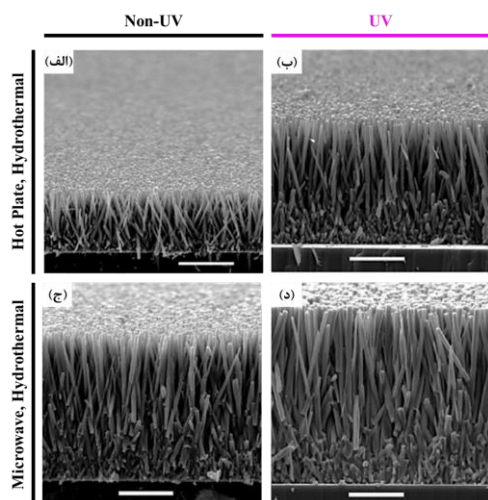 Non-UV
UV
Hot Plate, Hydrothermal
(الف)
(ب)
Microwave, Hydrothermal
(ج)
(د)